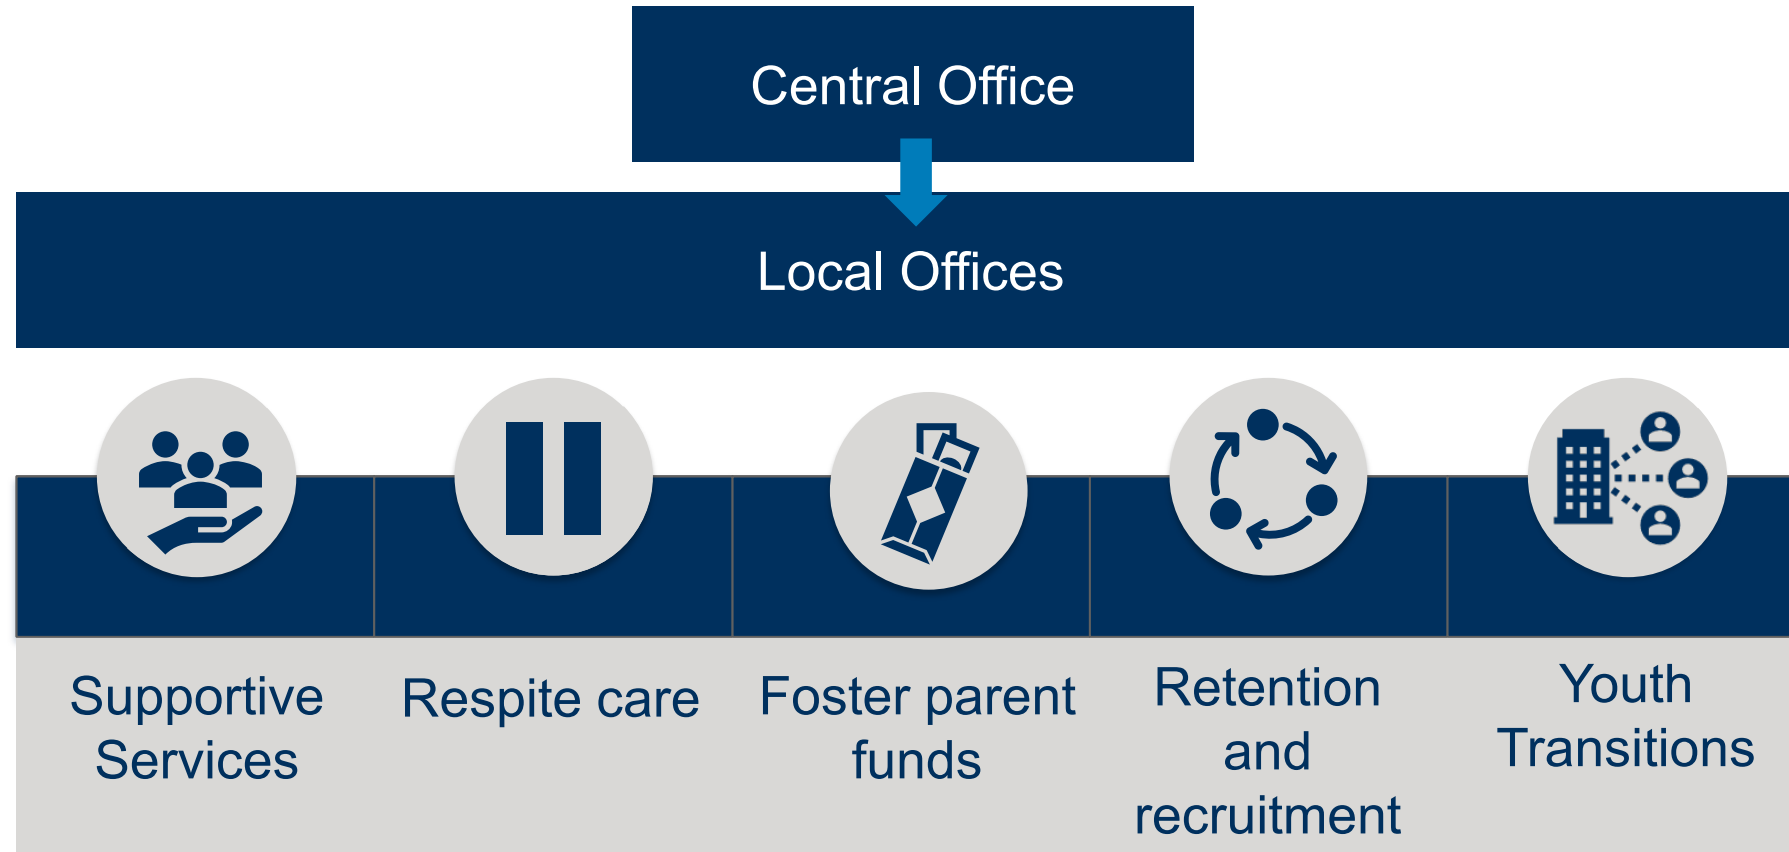 Central Office
Local Offices
Supportive
Services
Respite care
Foster parent
funds
Retention
and
recruitment
Youth
Transitions